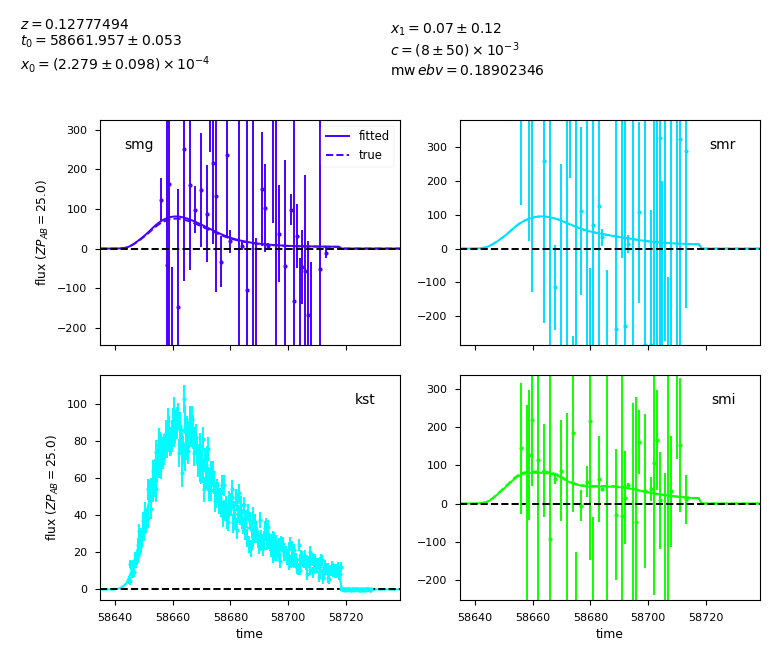 z = 0.12777494
t₀ = 58661.957 ± 0.053
x₀ = (2.279 ± 0.098) × 10⁻⁴
x₁ = 0.07 ± 0.12
c = (8 ± 50) × 10⁻³
mw ebv = 0.18902346
smg
fitted
true
300
200
100
0
−100
−200
flux (ZP_AB = 25.0)
smr
300
200
100
0
−100
−200
kst
100
80
60
40
20
0
flux (ZP_AB = 25.0)
58640 58660 58680 58700 58720
time
smi
300
200
100
0
−100
−200
58640 58660 58680 58700 58720
time